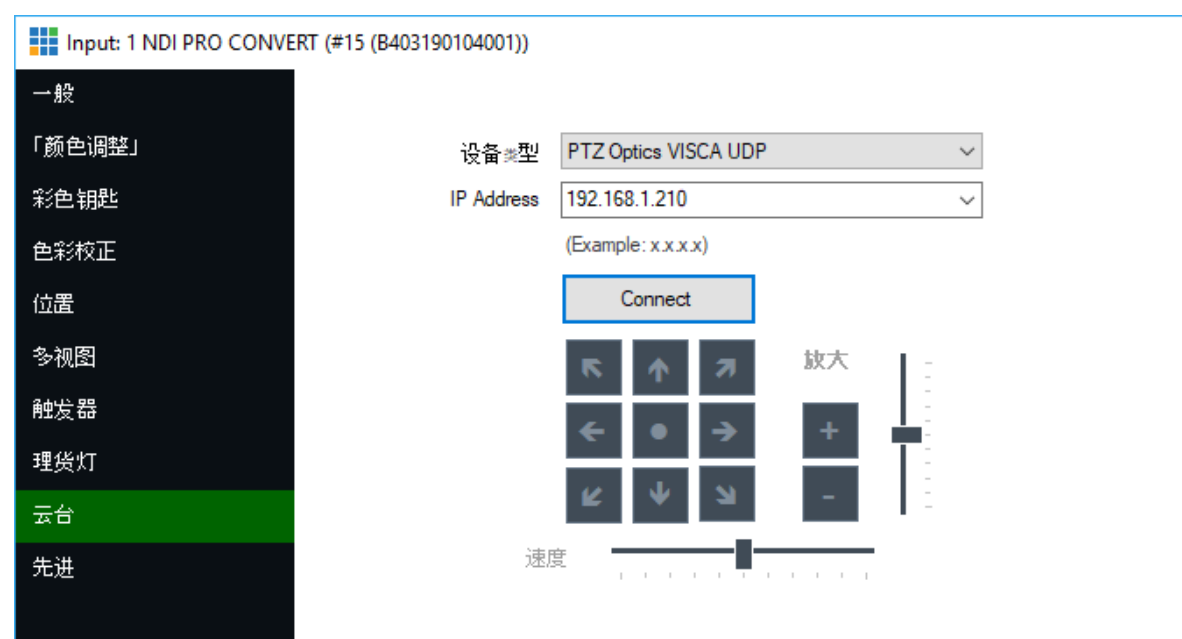 Input: 1 NDI PRO CONVERT (#15 (B403190104001))
一般
「颜色调整」
彩色钥匙
色彩校正
位置
多视图
触发器
理货灯
云台
先进
设备类型 PTZ Optics VISCA UDP
IP Address 192.168.1.210
(Example: x.x.x.x)
Connect
放大
+
-
速度